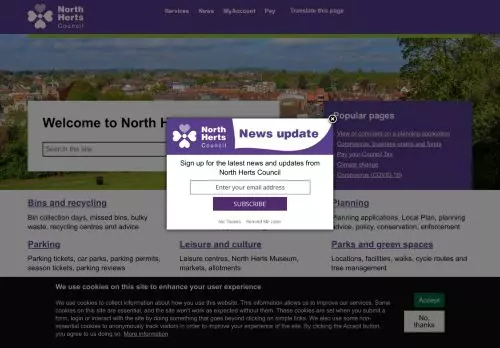 North
Herts
Council
Services News MyAccount Pay Translate this page
Welcome to North H
Search the site
Popular pages
View or comment on a planning application
Coronavirus: business grants and funds
Pay your Council Tax
Climate change
Coronavirus (COVID-19)
North
Herts
Council
News update
Sign up for the latest news and updates from
North Herts Council
Enter your email address
SUBSCRIBE
No Thanks Remind Me Later
Bins and recycling
Bin collection days, missed bins, bulky
waste, recycling centres and advice
Planning
Planning applications, Local Plan, planning
advice, policy, conservation, enforcement
Parking
Parking tickets, car parks, parking permits,
season tickets, parking reviews
Leisure and culture
Leisure centres, North Herts Museum,
markets, allotments
Parks and green spaces
Locations, facilities, walks, cycle routes and
tree management
We use cookies on this site to enhance your user experience
We use cookies to collect information about how you use this website. This information allows us to improve our services. Some
cookies on this site are essential, and the site won't work as expected without them. These cookies are set when you submit a
form, login or interact with the site by doing something that goes beyond clicking on simple links. We also use some non-
essential cookies to anonymously track visitors in order to improve your experience of the site. By clicking the Accept button,
you agree to us doing so. More information
Accept
No,
thanks